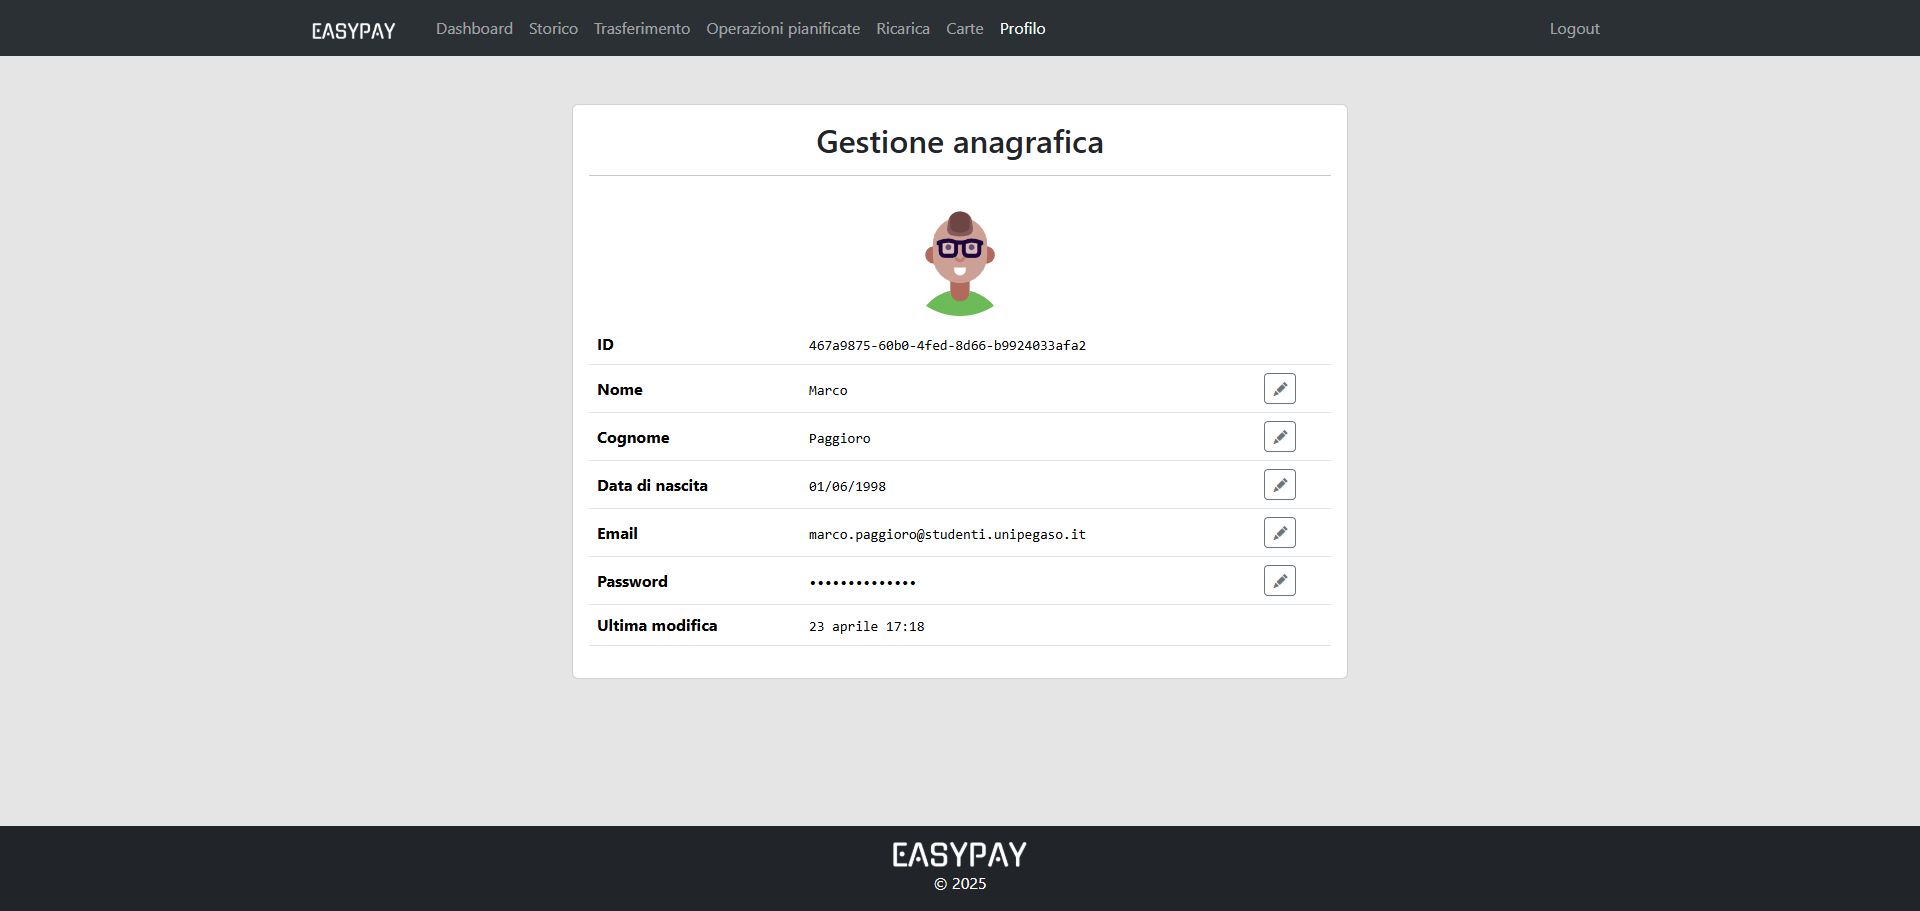 EASYPAY Dashboard Storico Trasferimento Operazioni pianificate Ricarica Carte Profilo Logout
Gestione anagrafica
ID 467a9875-60b0-4fed-8d66-b9924033afa2
Nome Marco
Cognome Paggioro
Data di nascita 01/06/1998
Email marco.paggioro@studenti.unipegaso.it
Password ••••••••••••••
Ultima modifica 23 aprile 17:18
EASYPAY
© 2025